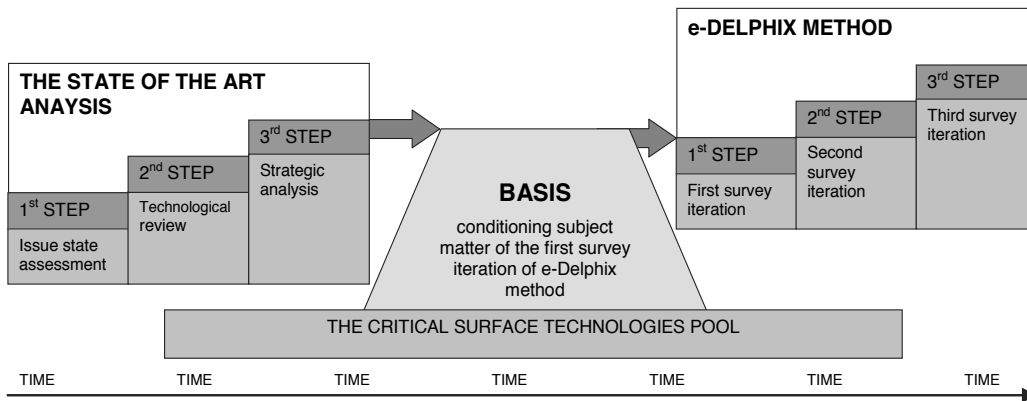 THE STATE OF THE ART
ANAYSIS
1st STEP
Issue state
assessment
2nd STEP
Technological
review
3rd STEP
Strategic
analysis
BASIS
conditioning subject
matter of the first survey
iteration of e-Delphix
method
e-DELPHIX METHOD
1st STEP
First survey
iteration
2nd STEP
Second
survey
iteration
3rd STEP
Third survey
iteration
THE CRITICAL SURFACE TECHNOLOGIES POOL
TIME TIME TIME TIME TIME TIME TIME